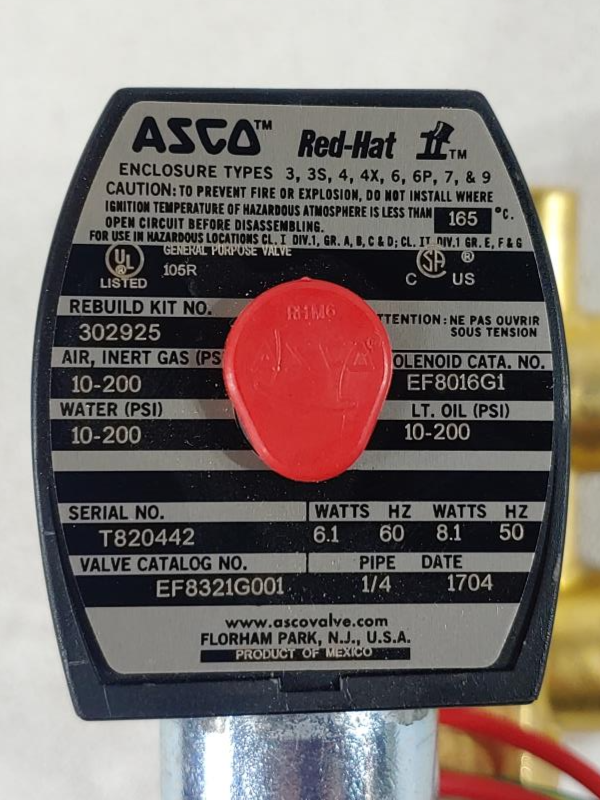 ASCO™ Red-Hat II™
ENCLOSURE TYPES 3, 3S, 4, 4X, 6, 6P, 7, & 9
CAUTION: TO PREVENT FIRE OR EXPLOSION, DO NOT INSTALL WHERE
IGNITION TEMPERATURE OF HAZARDOUS ATMOSPHERE IS LESS THAN 165 °C.
OPEN CIRCUIT BEFORE DISASSEMBLING.
FOR USE IN HAZARDOUS LOCATIONS CL. I DIV.1, GR. A, B, C & D; CL. II DIV.1 GR. E, F & G
UL LISTED
GENERAL PURPOSE VALVE
105R
C SA US
REBUILD KIT NO.
302925
TTENTION: NE PAS OUVRIR
SOUS TENSION
AIR, INERT GAS (PS
10-200
OLENOID CATA. NO.
EF8016G1
WATER (PSI)
10-200
LT. OIL (PSI)
10-200
SERIAL NO. WATTS HZ WATTS HZ
T820442 6.1 60 8.1 50
VALVE CATALOG NO. PIPE DATE
EF8321G001 1/4 1704
www.ascovalve.com
FLORHAM PARK, N.J., U.S.A.
PRODUCT OF MEXICO